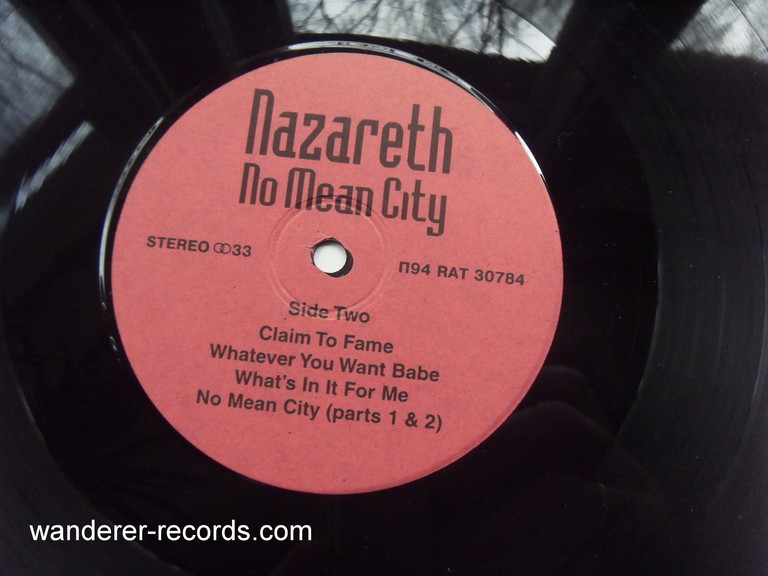 Nazareth
No Mean City
STEREO ꝏ 33
П94 RAT 30784
Side Two
Claim To Fame
Whatever You Want Babe
What's In It For Me
No Mean City (parts 1 & 2)
wanderer-records.com